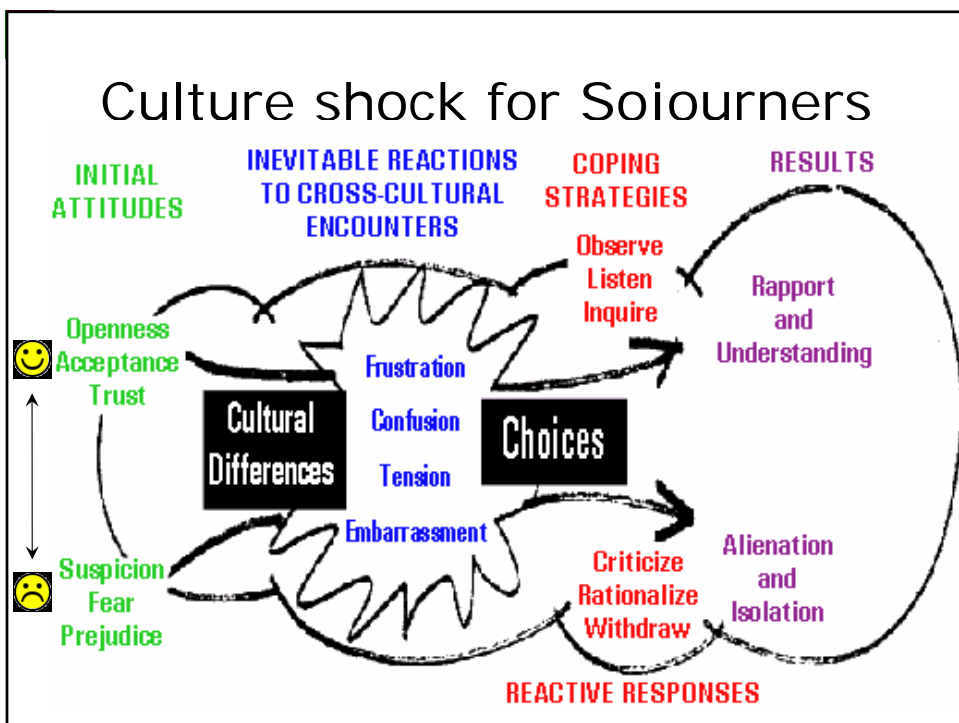 Culture shock for Sojourners
INITIAL
ATTITUDES
INEVITABLE REACTIONS
TO CROSS-CULTURAL
ENCOUNTERS
COPING
STRATEGIES
RESULTS
Openness
Acceptance
Trust
Suspicion
Fear
Prejudice
Cultural
Differences
Frustration
Confusion
Tension
Embarrassment
Choices
Observe
Listen
Inquire
Rapport
and
Understanding
Criticize
Rationalize
Withdraw
Alienation
and
Isolation
REACTIVE RESPONSES